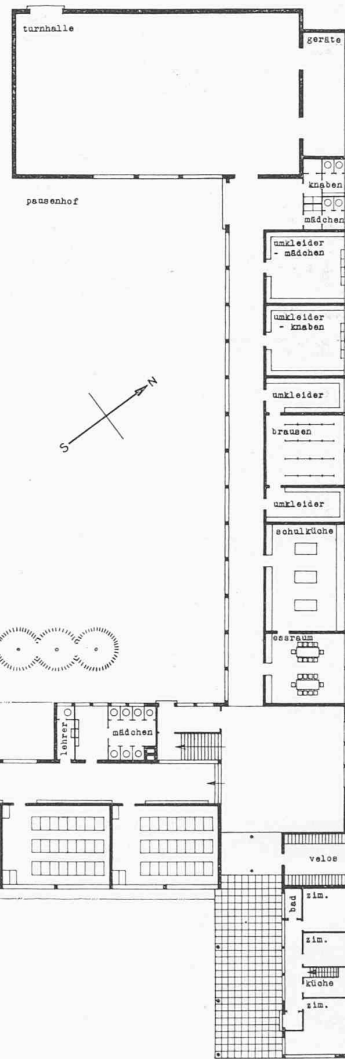 turnhalle
geräte
knaben
mädchen
pausenhof
umkleider
- mädchen
umkleider
- knaben
N
S
umkleider
brausen
umkleider
schulküche
essraum
lehrer
mädchen
velos
bad
zim.
zim.
küche
zim.